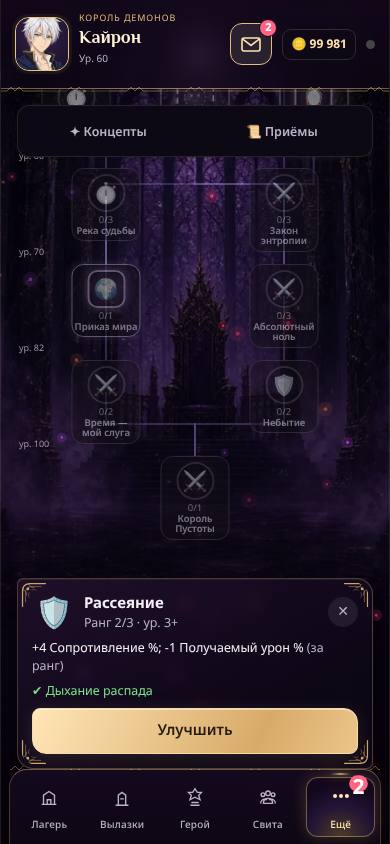 КОРОЛЬ ДЕМОНОВ
Кайрон
Ур. 60
2
99 981
✦ Концепты
Приёмы
0/3
Река судьбы
0/3
Закон
энтропии
ур. 70
0/1
Приказ мира
0/3
Абсолютный
ноль
ур. 82
0/2
Время —
мой слуга
0/2
Небытие
ур. 100
0/1
Король
Пустоты
Рассеяние
Ранг 2/3 · ур. 3+
✕
+4 Сопротивление %; -1 Получаемый урон % (за
ранг)
✔ Дыхание распада
Улучшить
2
Лагерь
Вылазки
Герой
Свита
Ещё